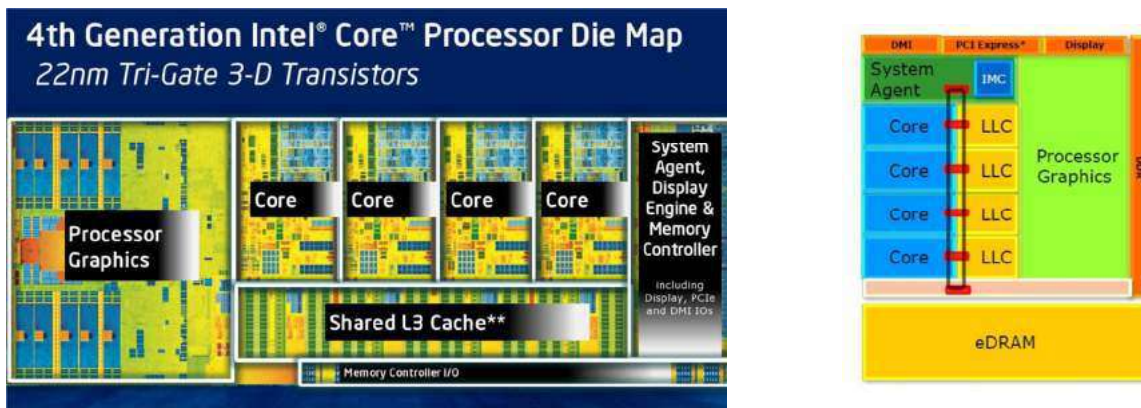 4th Generation Intel® Core™ Processor Die Map
22nm Tri-Gate 3-D Transistors
Processor
Graphics
Core
Core
Core
Core
System
Agent,
Display
Engine &
Memory
Controller
including
Display, PCIe
and DMI IOs
Shared L3 Cache**
Memory Controller I/O
DMI
PCI Express*
Display
System
Agent
IMC
Core
LLC
Core
LLC
Core
LLC
Core
LLC
Processor
Graphics
eDRAM